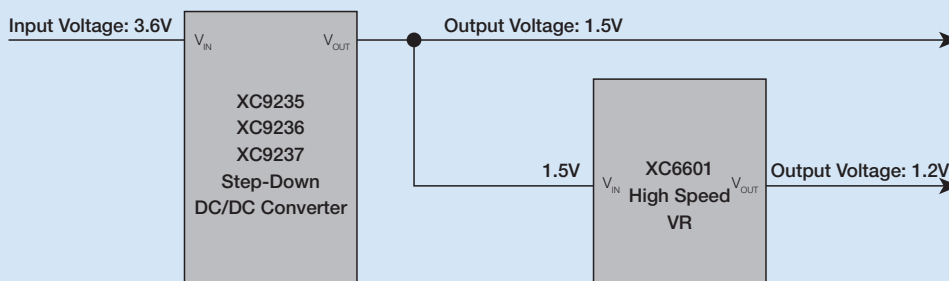 Input Voltage: 3.6V
VIN
VOUT
Output Voltage: 1.5V
XC9235
XC9236
XC9237
Step-Down
DC/DC Converter
1.5V
VIN
XC6601
High Speed
VR
VOUT
Output Voltage: 1.2V